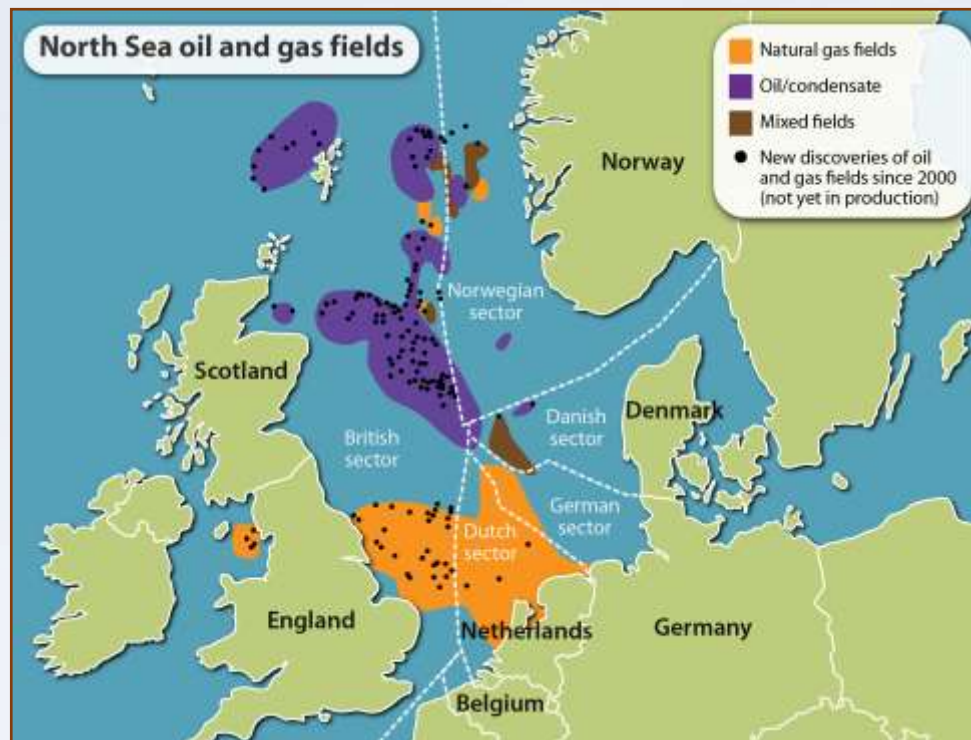 North Sea oil and gas fields
Natural gas fields
Oil/condensate
Mixed fields
New discoveries of oil
and gas fields since 2000
(not yet in production)
Norway
Norwegian
sector
Scotland
Danish
sector
Denmark
British
sector
German
sector
Dutch
sector
England
Netherlands
Germany
Belgium